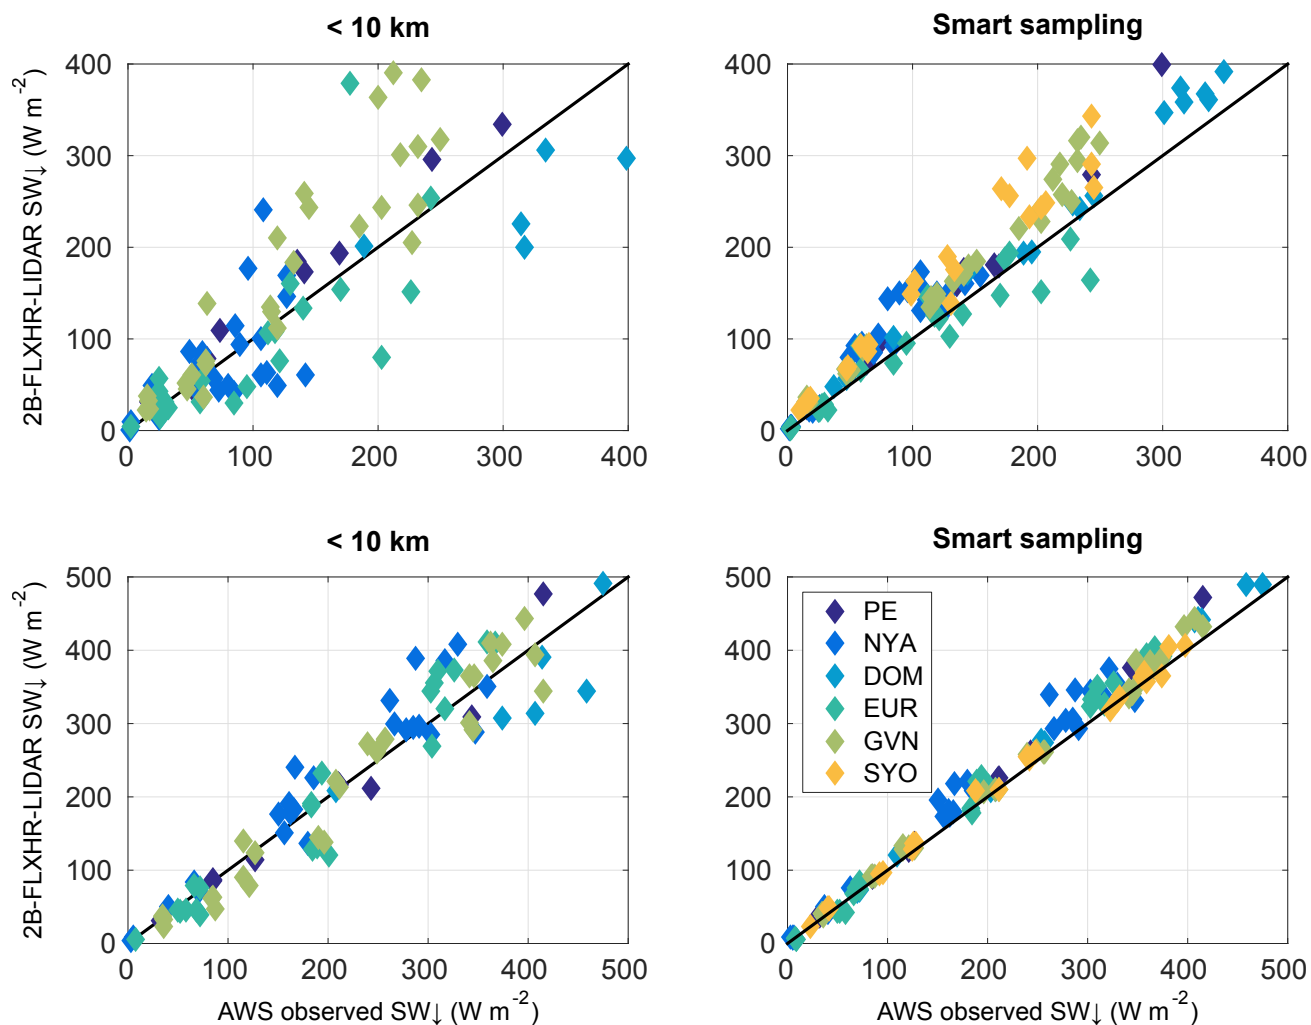 < 10 km
Smart sampling
2B-FLXHR-LIDAR SW↓ (W m⁻²)
400
300
200
100
0
0 100 200 300 400
400
300
200
100
0
0 100 200 300 400
< 10 km
Smart sampling
2B-FLXHR-LIDAR SW↓ (W m⁻²)
500
400
300
200
100
0
0 100 200 300 400 500
AWS observed SW↓ (W m⁻²)
500
400
300
200
100
0
PE
NYA
DOM
EUR
GVN
SYO
0 100 200 300 400 500
AWS observed SW↓ (W m⁻²)